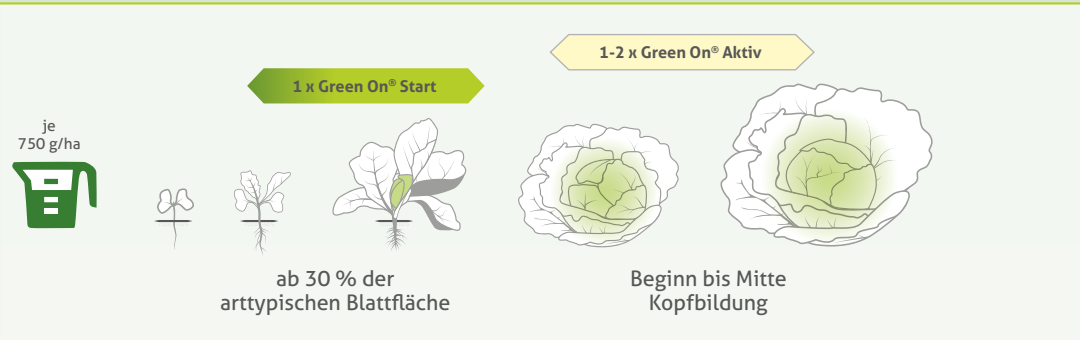 1-2 x Green On® Aktiv
1 x Green On® Start
je
750 g/ha
ab 30 % der
arttypischen Blattfläche
Beginn bis Mitte
Kopfbildung